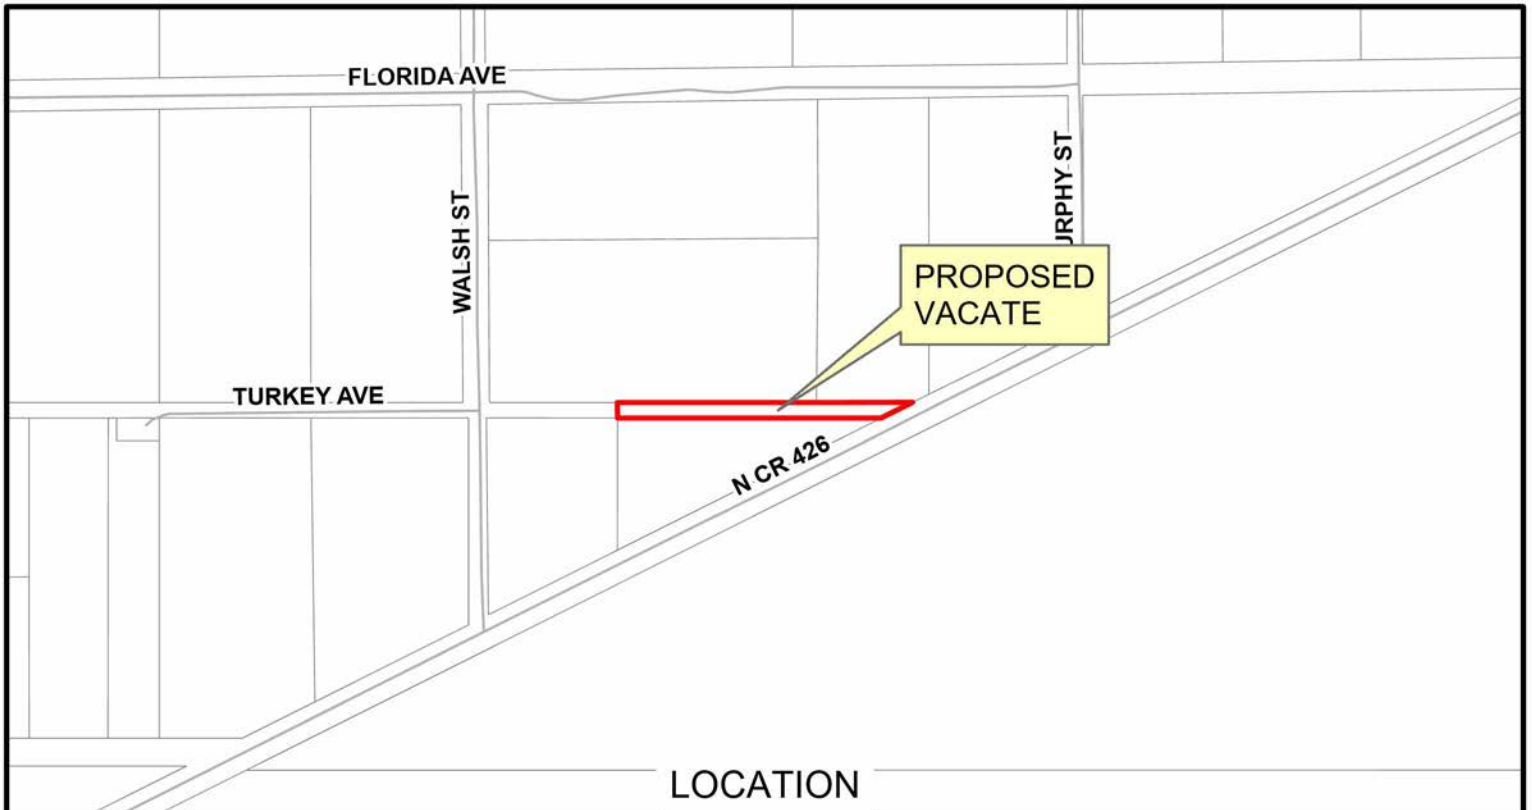 FLORIDA AVE
WALSH ST
URPHY ST
PROPOSED
VACATE
TURKEY AVE
N CR 426
LOCATION